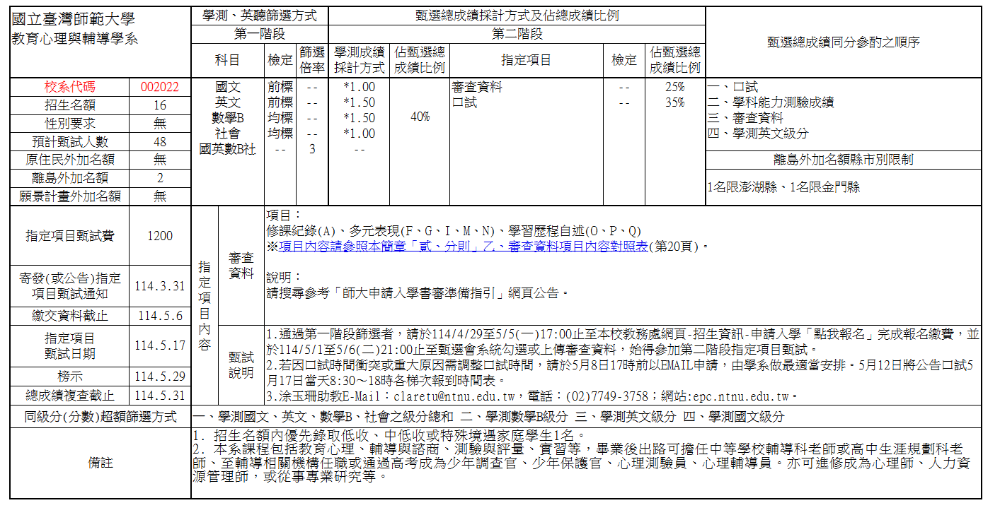 國立臺灣師範大學
教育心理與輔導學系
學測、英聽篩選方式
甄選總成績採計方式及佔總成績比例
甄選總成績同分參酌之順序
第一階段
第二階段
科目 檢定 篩選倍率 學測成績採計方式 佔甄選總成績比例 指定項目 檢定 佔甄選總成績比例
校系代碼 002022
招生名額 16
性別要求 無
預計甄試人數 48
原住民外加名額 無
離島外加名額 2
願景計畫外加名額 無
國文 前標 -- *1.00
英文 前標 -- *1.50
數學B 均標 -- *1.50
社會 均標 -- *1.00
國英數B社 -- 3 --
40%
審查資料 -- 25%
口試 -- 35%
一、口試
二、學科能力測驗成績
三、審查資料
四、學測英文級分
離島外加名額縣市別限制
1名限澎湖縣、1名限金門縣
指定項目甄試費 1200
寄發(或公告)指定
項目甄試通知 114.3.31
繳交資料截止 114.5.6
指定項目
甄試日期 114.5.17
榜示 114.5.29
總成績複查截止 114.5.31
指定項目內容
審查
資料
項目：
修課紀錄(A)、多元表現(F、G、I、M、N)、學習歷程自述(O、P、Q)
※項目內容請參照本簡章「貳、分則」乙、審查資料項目內容對照表(第20頁)。
說明：
請搜尋參考「師大申請入學書審準備指引」網頁公告。
甄試
說明
1.通過第一階段篩選者，請於114/4/29至5/5(一)17:00止至本校教務處網頁-招生資訊-申請入學「點我報名」完成報名繳費，並
於114/5/1至5/6(二)21:00止至甄選會系統勾選或上傳審查資料，始得參加第二階段指定項目甄試。
2.若因口試時間衝突或重大原因需調整口試時間，請於5月8日17時前以EMAIL申請，由學系做最適當安排。5月12日將公告口試5
月17日當天8:30～18時各梯次報到時間表。
3.涂玉珊助教E-Mail：claretu@ntnu.edu.tw，電話：(02)7749-3758；網站:epc.ntnu.edu.tw。
同級分(分數)超額篩選方式 一、學測國文、英文、數學B、社會之級分總和 二、學測數學B級分 三、學測英文級分 四、學測國文級分
備註
1. 招生名額內優先錄取低收、中低收或特殊境遇家庭學生1名。
2. 本系課程包括教育心理、輔導與諮商、測驗與評量、實習等，畢業後出路可擔任中等學校輔導科老師或高中生涯規劃科老
師、至輔導相關機構任職或通過高考成為少年調查官、少年保護官、心理測驗員、心理輔導員。亦可進修成為心理師、人力資
源管理師，或從事專業研究等。